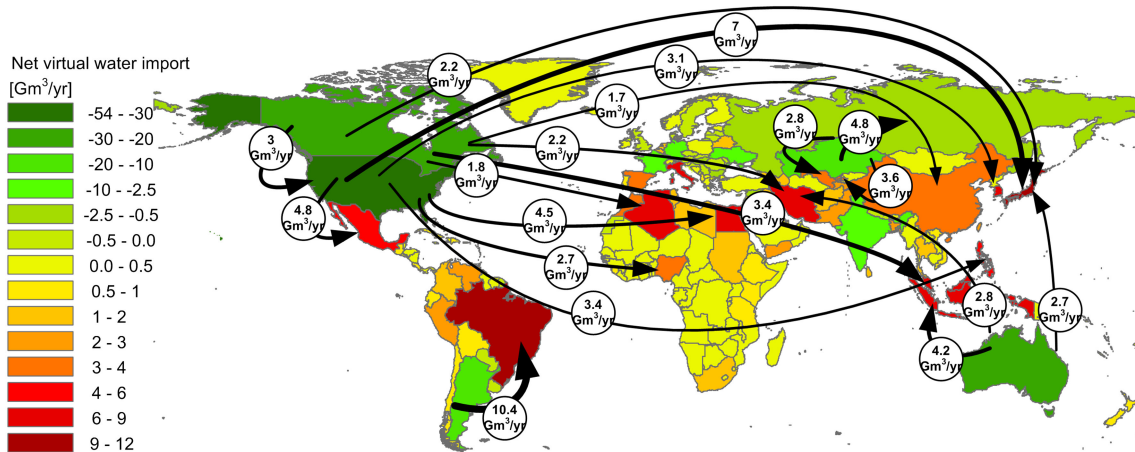 Net virtual water import
[Gm³/yr]
-54 - -30
-30 - -20
-20 - -10
-10 - -2.5
-2.5 - -0.5
-0.5 - 0.0
0.0 - 0.5
0.5 - 1
1 - 2
2 - 3
3 - 4
4 - 6
6 - 9
9 - 12
7
Gm³/yr
2.2
Gm³/yr
3.1
Gm³/yr
1.7
Gm³/yr
2.8
Gm³/yr
4.8
Gm³/yr
3
Gm³/yr
2.2
Gm³/yr
1.8
Gm³/yr
3.6
Gm³/yr
4.8
Gm³/yr
4.5
Gm³/yr
3.4
Gm³/yr
2.7
Gm³/yr
3.4
Gm³/yr
2.8
Gm³/yr
2.7
Gm³/yr
4.2
Gm³/yr
10.4
Gm³/yr